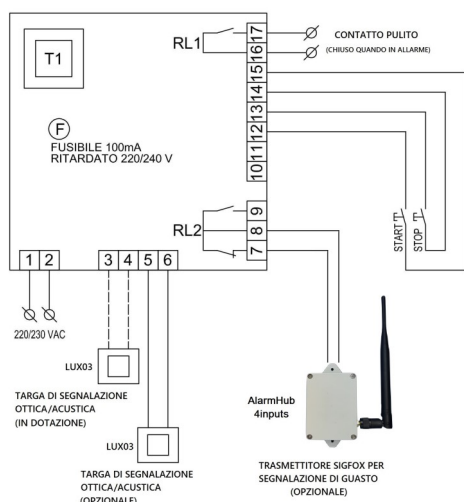 T1
F
FUSIBILE 100mA
RITARDATO 220/240 V
RL1
17
16
15
14
13
12
11
10
CONTATTO PULITO
(CHIUSO QUANDO IN ALLARME)
RL2
9
8
7
START
STOP
1 2 3 4 5 6
220/230 VAC
LUX03
TARGA DI SEGNALAZIONE
OTTICA/ACUSTICA
(IN DOTAZIONE)
LUX03
TARGA DI SEGNALAZIONE
OTTICA/ACUSTICA
(OPZIONALE)
AlarmHub
4inputs
TRASMETTITORE SIGFOX PER
SEGNALAZIONE DI GUASTO
(OPZIONALE)